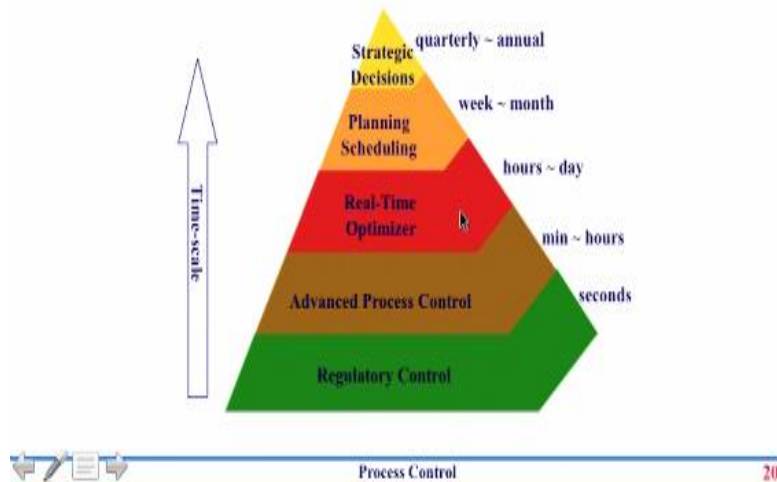 quarterly ~ annual
Strategic
Decisions
week ~ month
Planning
Scheduling
hours ~ day
Time-scale
Real-Time
Optimizer
min ~ hours
seconds
Advanced Process Control
Regulatory Control
Process Control
20